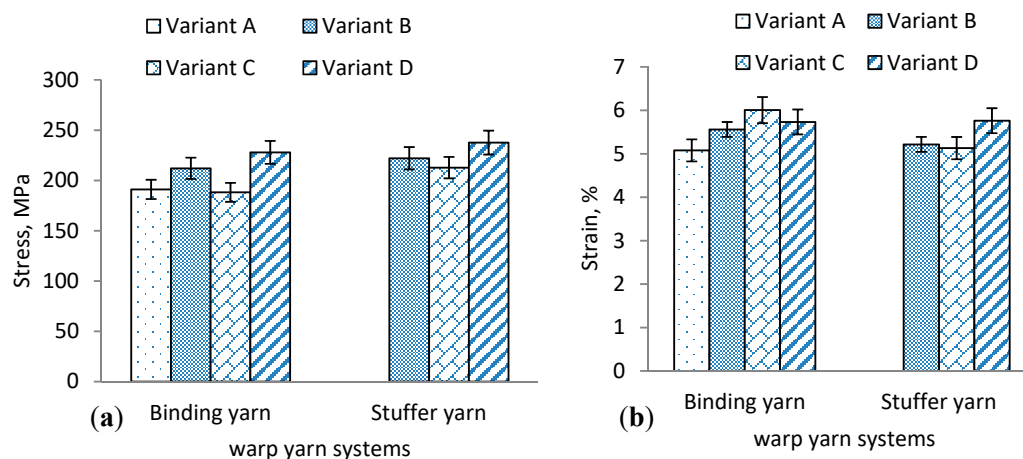 Variant A Variant B
Variant C Variant D
300
250
200
150
100
50
0
Stress, MPa
Binding yarn Stuffer yarn
(a)
warp yarn systems
Variant A Variant B
Variant C Variant D
7
6
5
4
3
2
1
0
Strain, %
Binding yarn Stuffer yarn
(b)
warp yarn systems